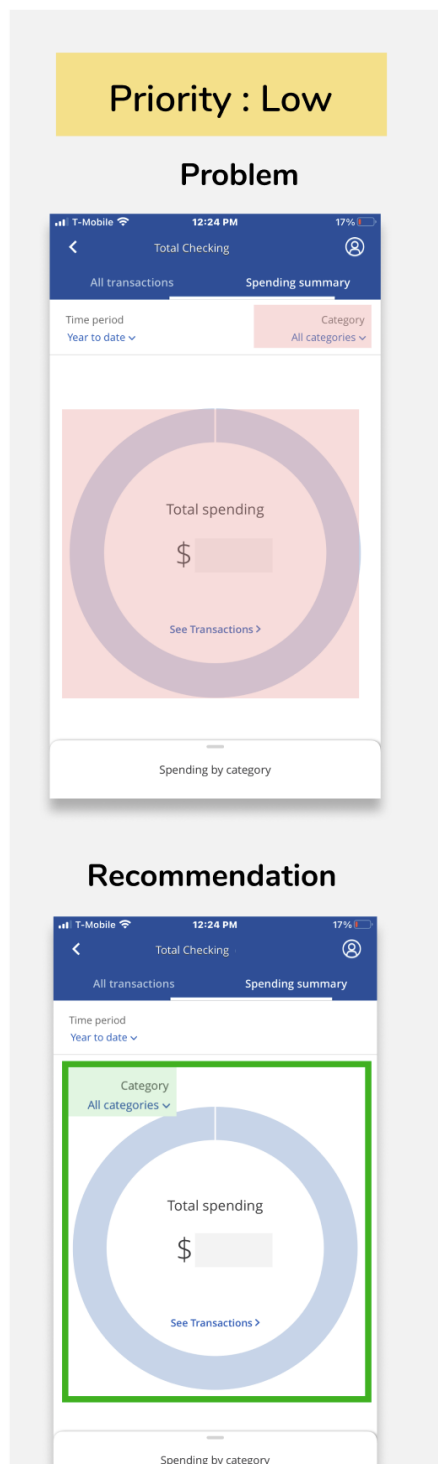 Priority : Low
Problem
T-Mobile 12:24 PM 17%
Total Checking
All transactions Spending summary
Time period Category
Year to date All categories
Total spending
$
See Transactions >
Spending by category
Recommendation
T-Mobile 12:24 PM 17%
Total Checking
All transactions Spending summary
Time period
Year to date
Category
All categories
Total spending
$
See Transactions >
Spending by category